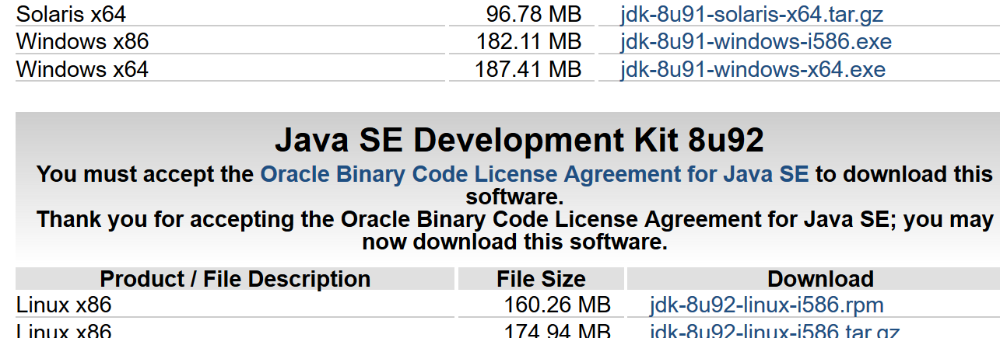 Solaris x64 96.78 MB jdk-8u91-solaris-x64.tar.gz
Windows x86 182.11 MB jdk-8u91-windows-i586.exe
Windows x64 187.41 MB jdk-8u91-windows-x64.exe
Java SE Development Kit 8u92
You must accept the Oracle Binary Code License Agreement for Java SE to download this
software.
Thank you for accepting the Oracle Binary Code License Agreement for Java SE; you may
now download this software.
Product / File Description File Size Download
Linux x86 160.26 MB jdk-8u92-linux-i586.rpm
Linux x86 174.94 MB jdk-8u92-linux-i586.tar.gz